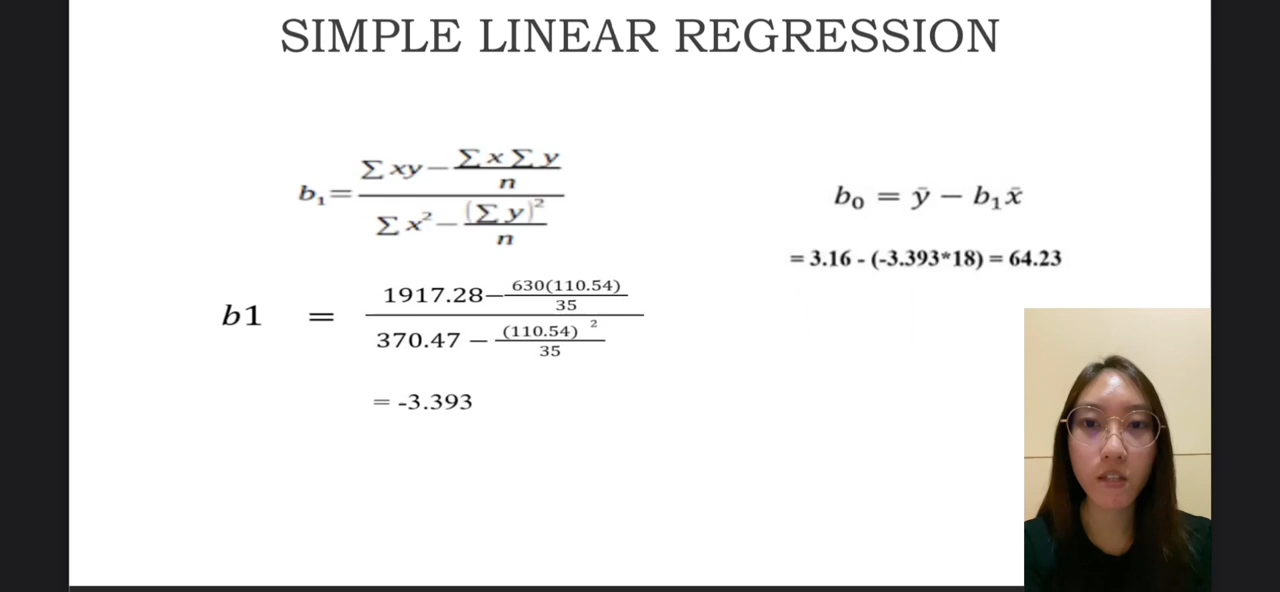 SIMPLE LINEAR REGRESSION
b₁ = (∑xy − (∑x∑y)/n) / (∑x² − (∑y)²/n)
b1 = (1917.28 − 630(110.54)/35) / (370.47 − (110.54)²/35)
= -3.393
b₀ = ȳ − b₁x̄
= 3.16 - (-3.393*18) = 64.23